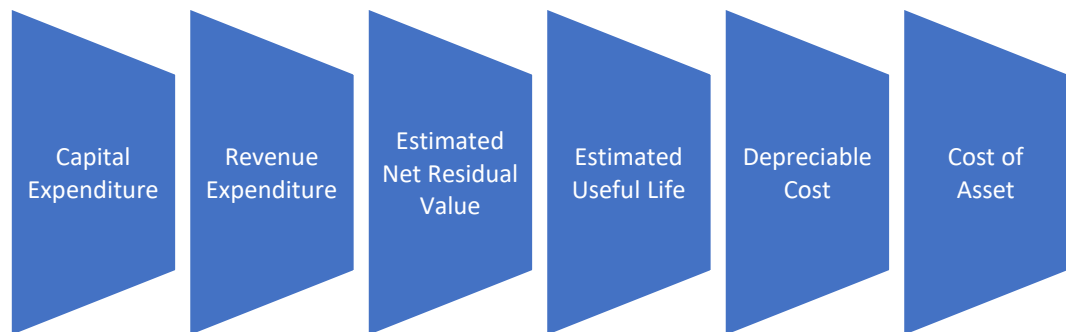 Capital
Expenditure
Revenue
Expenditure
Estimated
Net Residual
Value
Estimated
Useful Life
Depreciable
Cost
Cost of
Asset